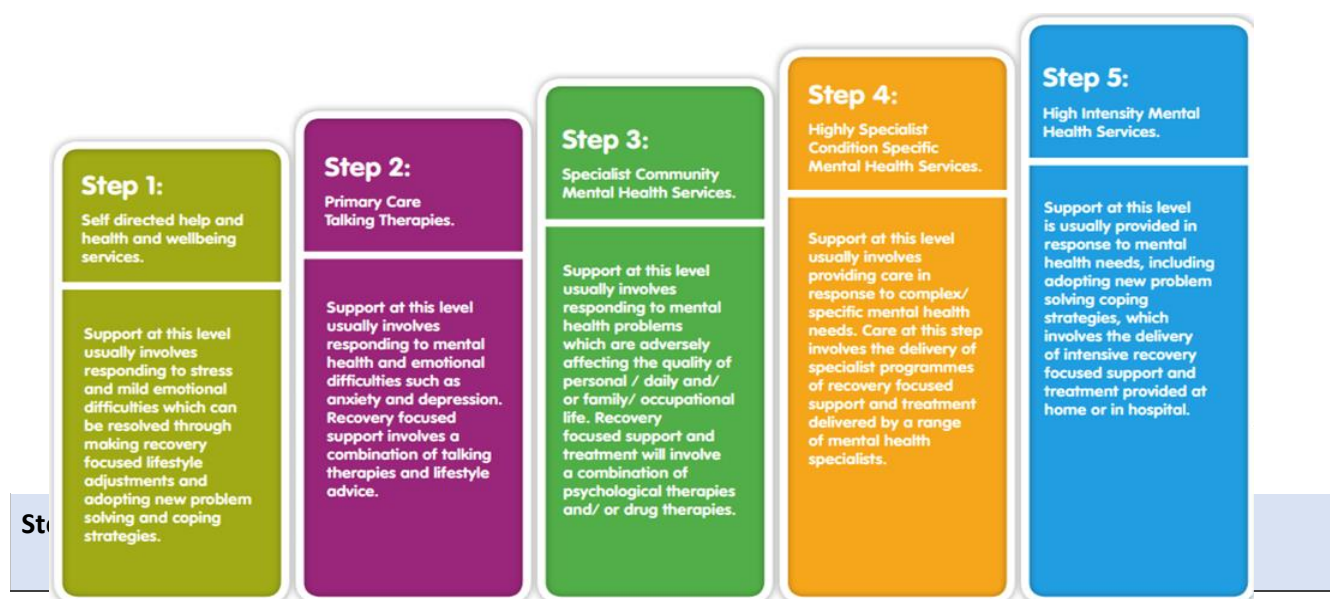 Step 1:
Self directed help and
health and wellbeing
services.
Support at this level
usually involves
responding to stress
and mild emotional
difficulties which can
be resolved through
making recovery
focused lifestyle
adjustments and
adopting new problem
solving and coping
strategies.
Step 2:
Primary Care
Talking Therapies.
Support at this level
usually involves
responding to mental
health and emotional
difficulties such as
anxiety and depression.
Recovery focused
support involves a
combination of talking
therapies and lifestyle
advice.
Step 3:
Specialist Community
Mental Health Services.
Support at this level
usually involves
responding to mental
health problems
which are adversely
affecting the quality of
personal / daily and/
or family/ occupational
life. Recovery
focused support and
treatment will involve
a combination of
psychological therapies
and/ or drug therapies.
Step 4:
Highly Specialist
Condition Specific
Mental Health Services.
Support at this level
usually involves
providing care in
response to complex/
specific mental health
needs. Care at this step
involves the delivery of
specialist programmes
of recovery focused
support and treatment
delivered by a range
of mental health
specialists.
Step 5:
High Intensity Mental
Health Services.
Support at this level
is usually provided in
response to mental
health needs, including
adopting new problem
solving coping
strategies, which
involves the delivery
of intensive recovery
focused support and
treatment provided at
home or in hospital.